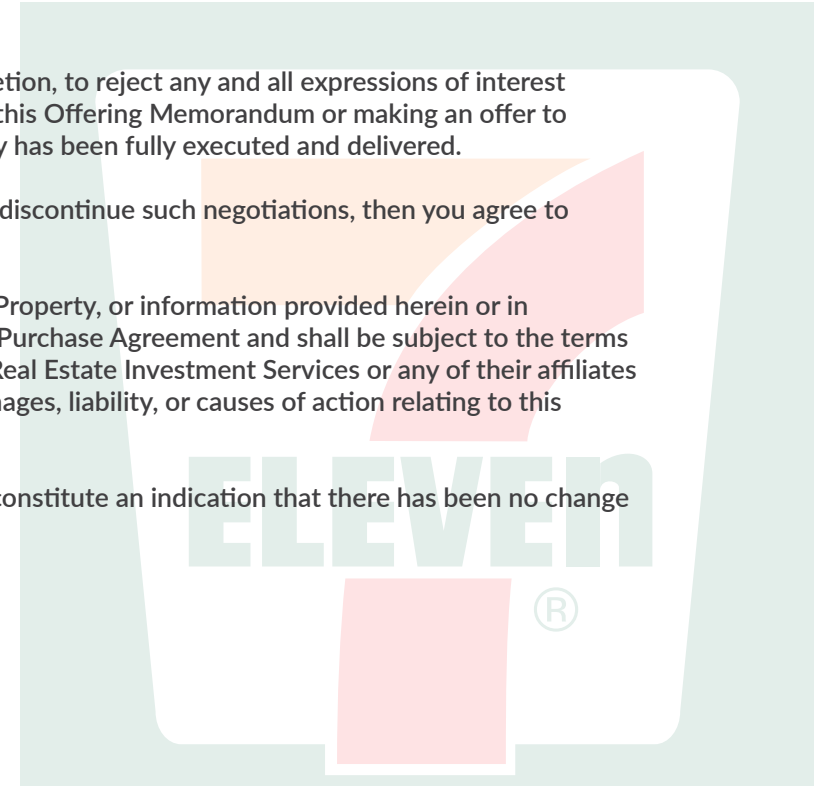 etion, to reject any and all expressions of interest
this Offering Memorandum or making an offer to
y has been fully executed and delivered.
discontinue such negotiations, then you agree to
Property, or information provided herein or in
Purchase Agreement and shall be subject to the terms
Real Estate Investment Services or any of their affiliates
ages, liability, or causes of action relating to this
constitute an indication that there has been no change
7
ELEVEn
®